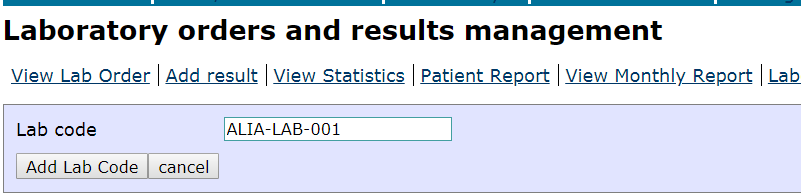 Laboratory orders and results management
View Lab Order Add result View Statistics Patient Report View Monthly Report Lab
Lab code ALIA-LAB-001
Add Lab Code cancel